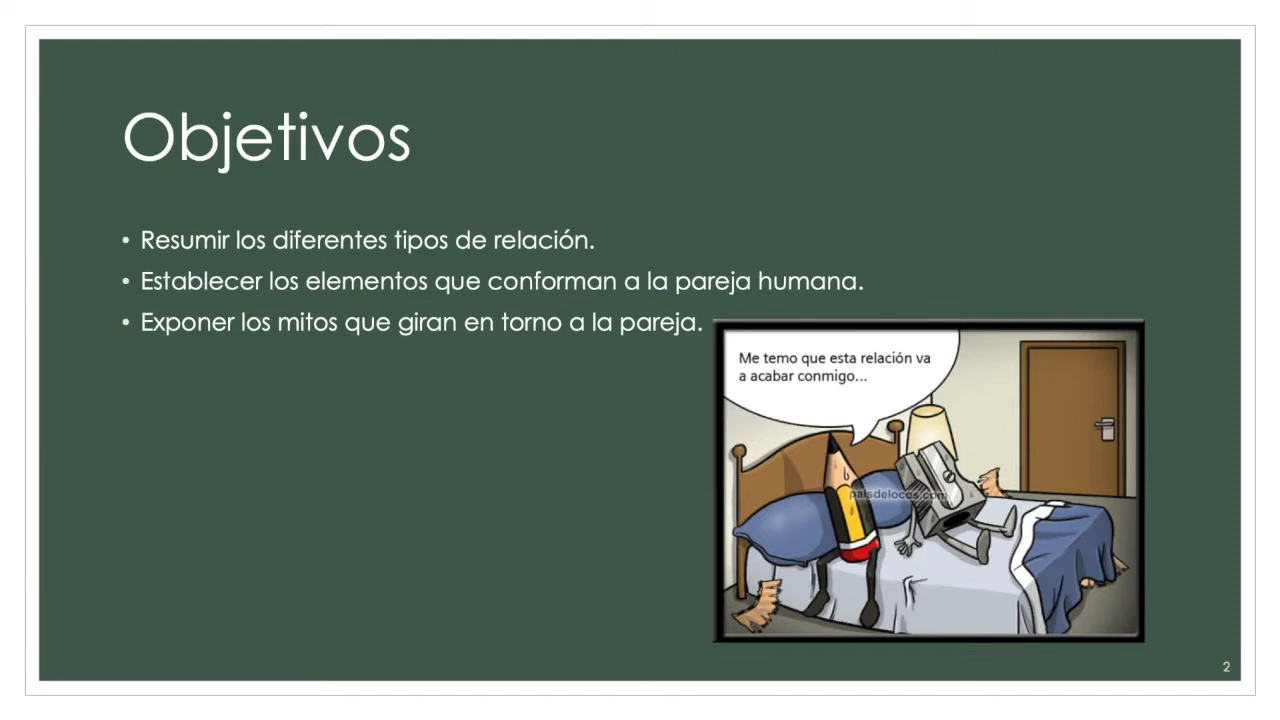 Objetivos
• Resumir los diferentes tipos de relación.
• Establecer los elementos que conforman a la pareja humana.
• Exponer los mitos que giran en torno a la pareja.
Me temo que esta relación va
a acabar conmigo...
paisdelocos.com
2